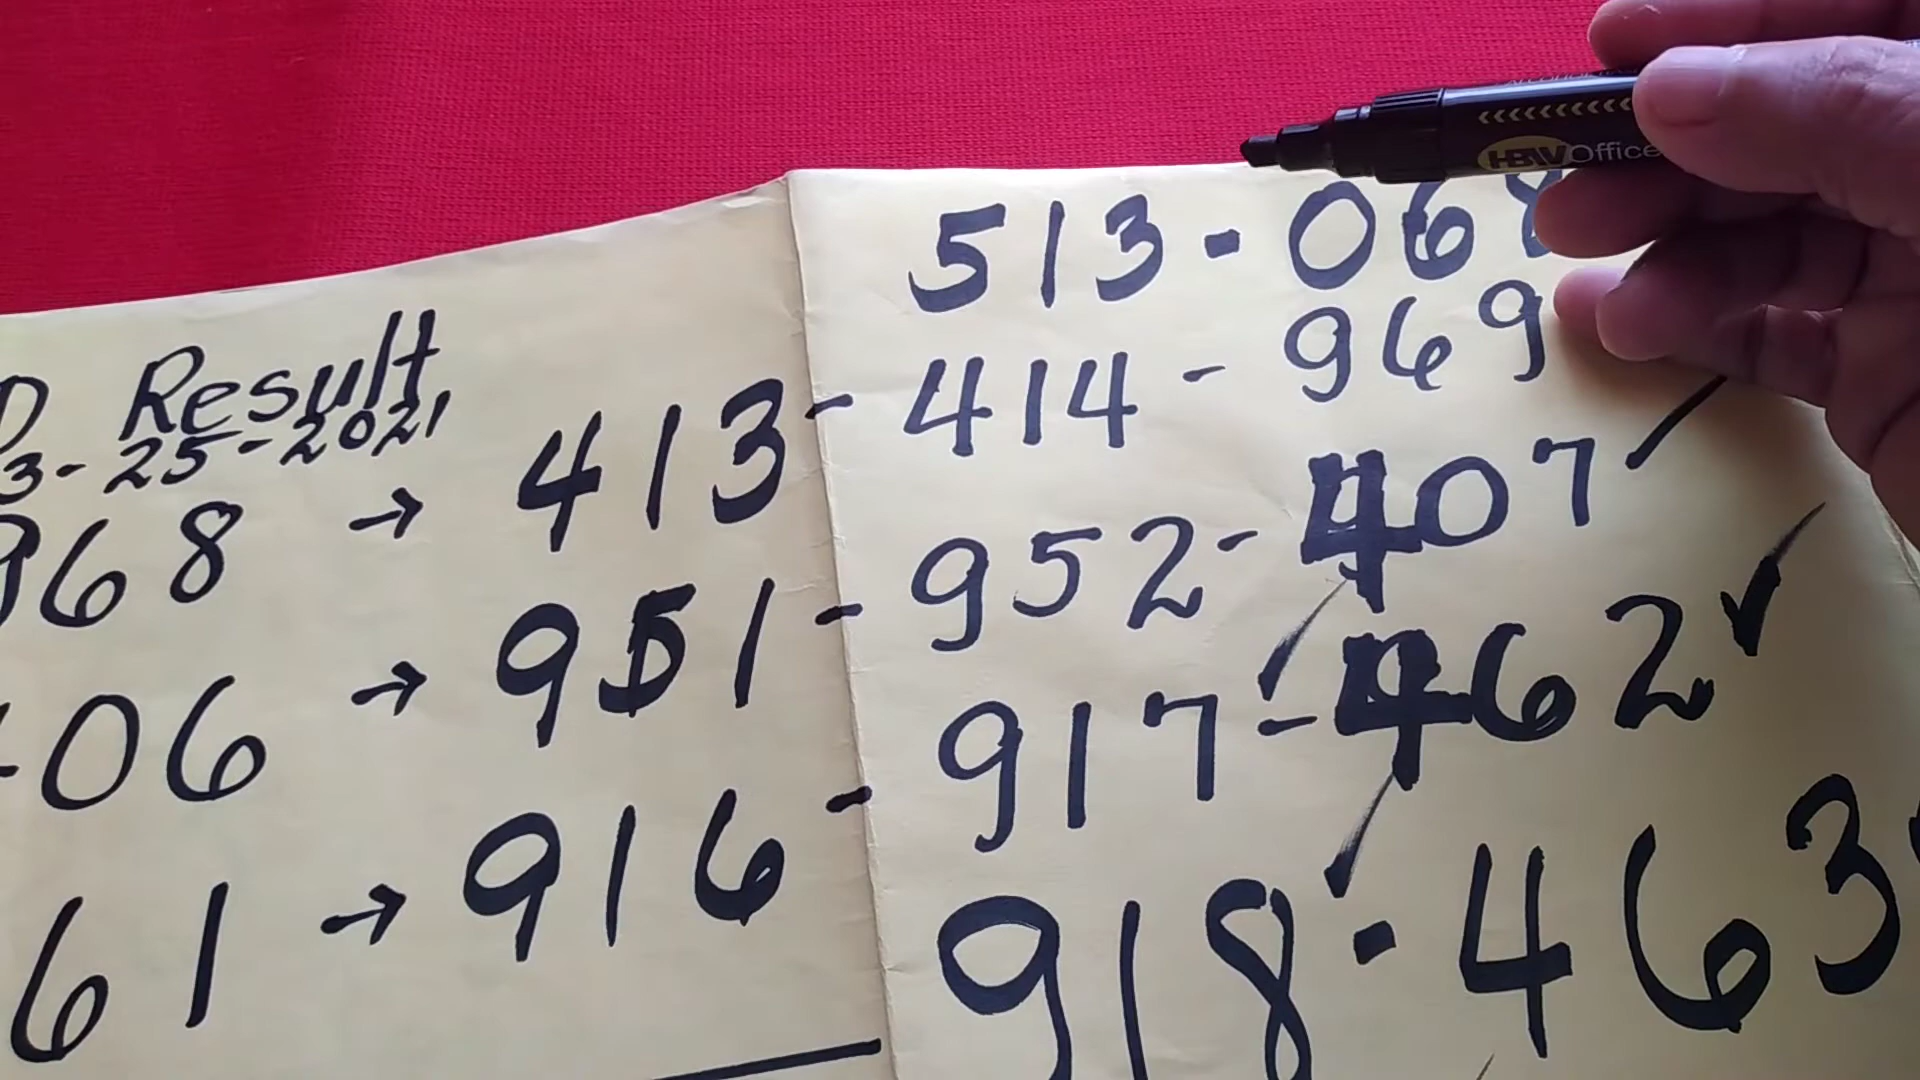 D Result
3-25-2021
968 → 413 - 414 - 969
06 → 951 - 952 - 407
61 → 916 - 917 - 462 ✓
513 - 068
918 - 463
<<<<<<<<<<
HBW Office